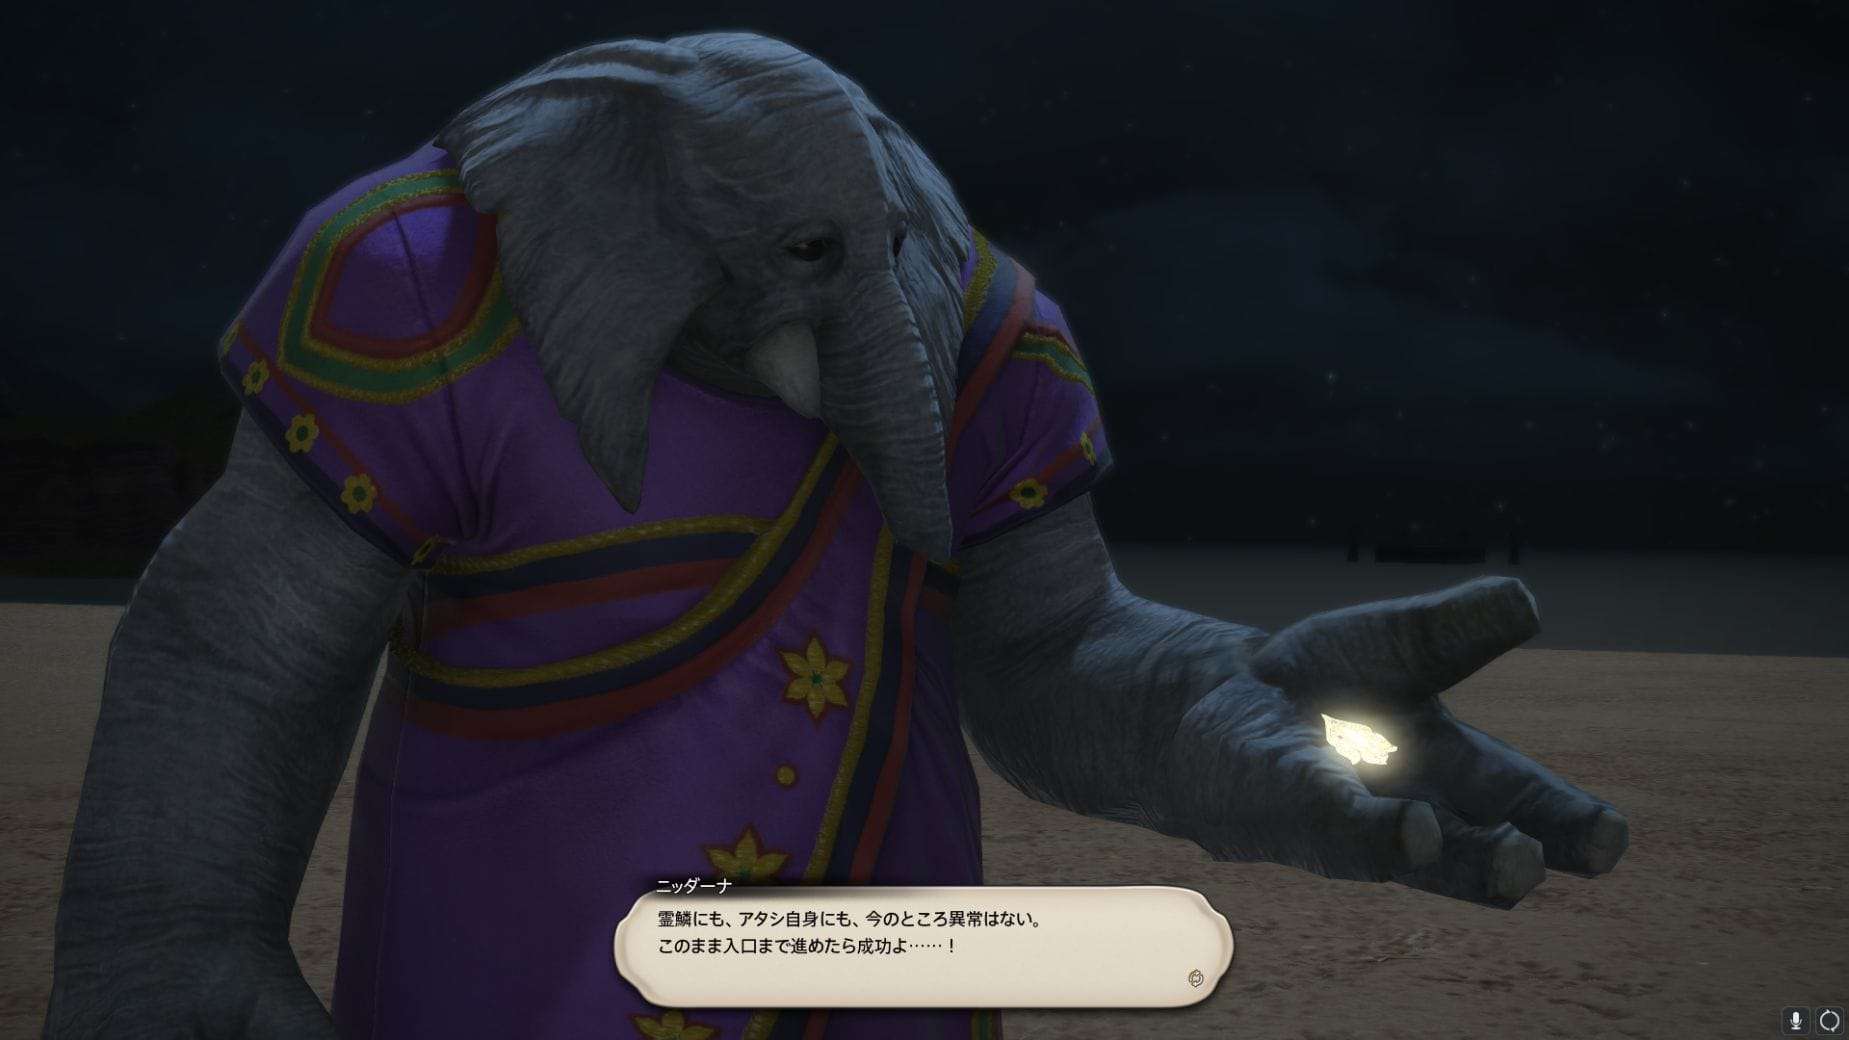 ニッダーナ
霊鱗にも、アタシ自身にも、今のところ異常はない。
このまま入口まで進めたら成功よ……！